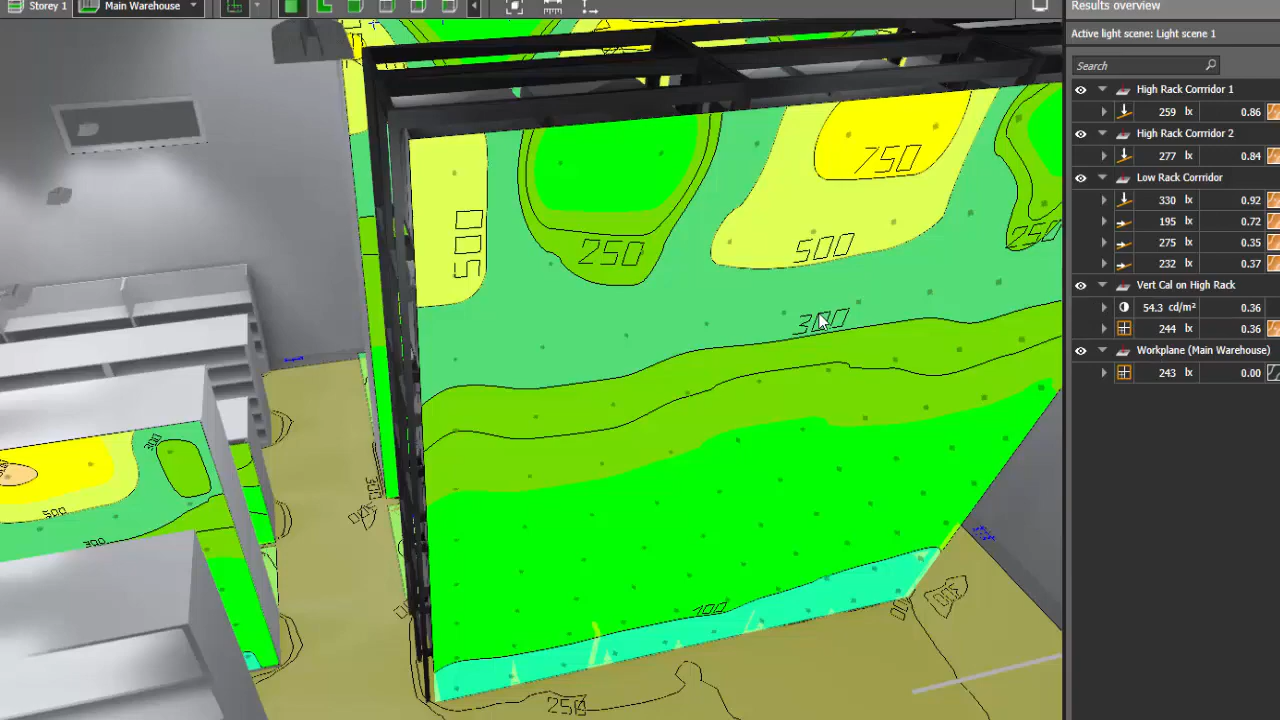 Storey 1
Main Warehouse
Results overview
Active light scene: Light scene 1
Search
High Rack Corridor 1
259 lx 0.86
High Rack Corridor 2
277 lx 0.84
Low Rack Corrridor
330 lx 0.92
195 lx 0.72
275 lx 0.35
232 lx 0.37
Vert Cal on High Rack
54.3 cd/m² 0.36
244 lx 0.36
Workplane (Main Warehouse)
243 lx 0.00
750
500
250
500
250
300
300
500
300
100
300
250